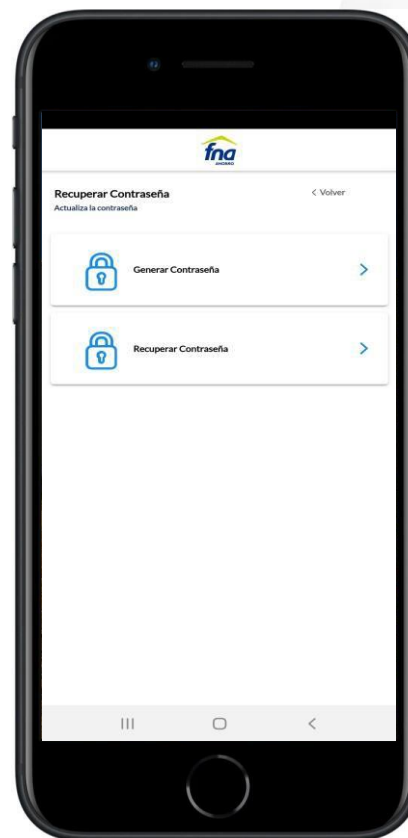 fna
AHORRO
Recuperar Contraseña
< Volver
Actualiza la contraseña
Generar Contraseña
Recuperar Contraseña